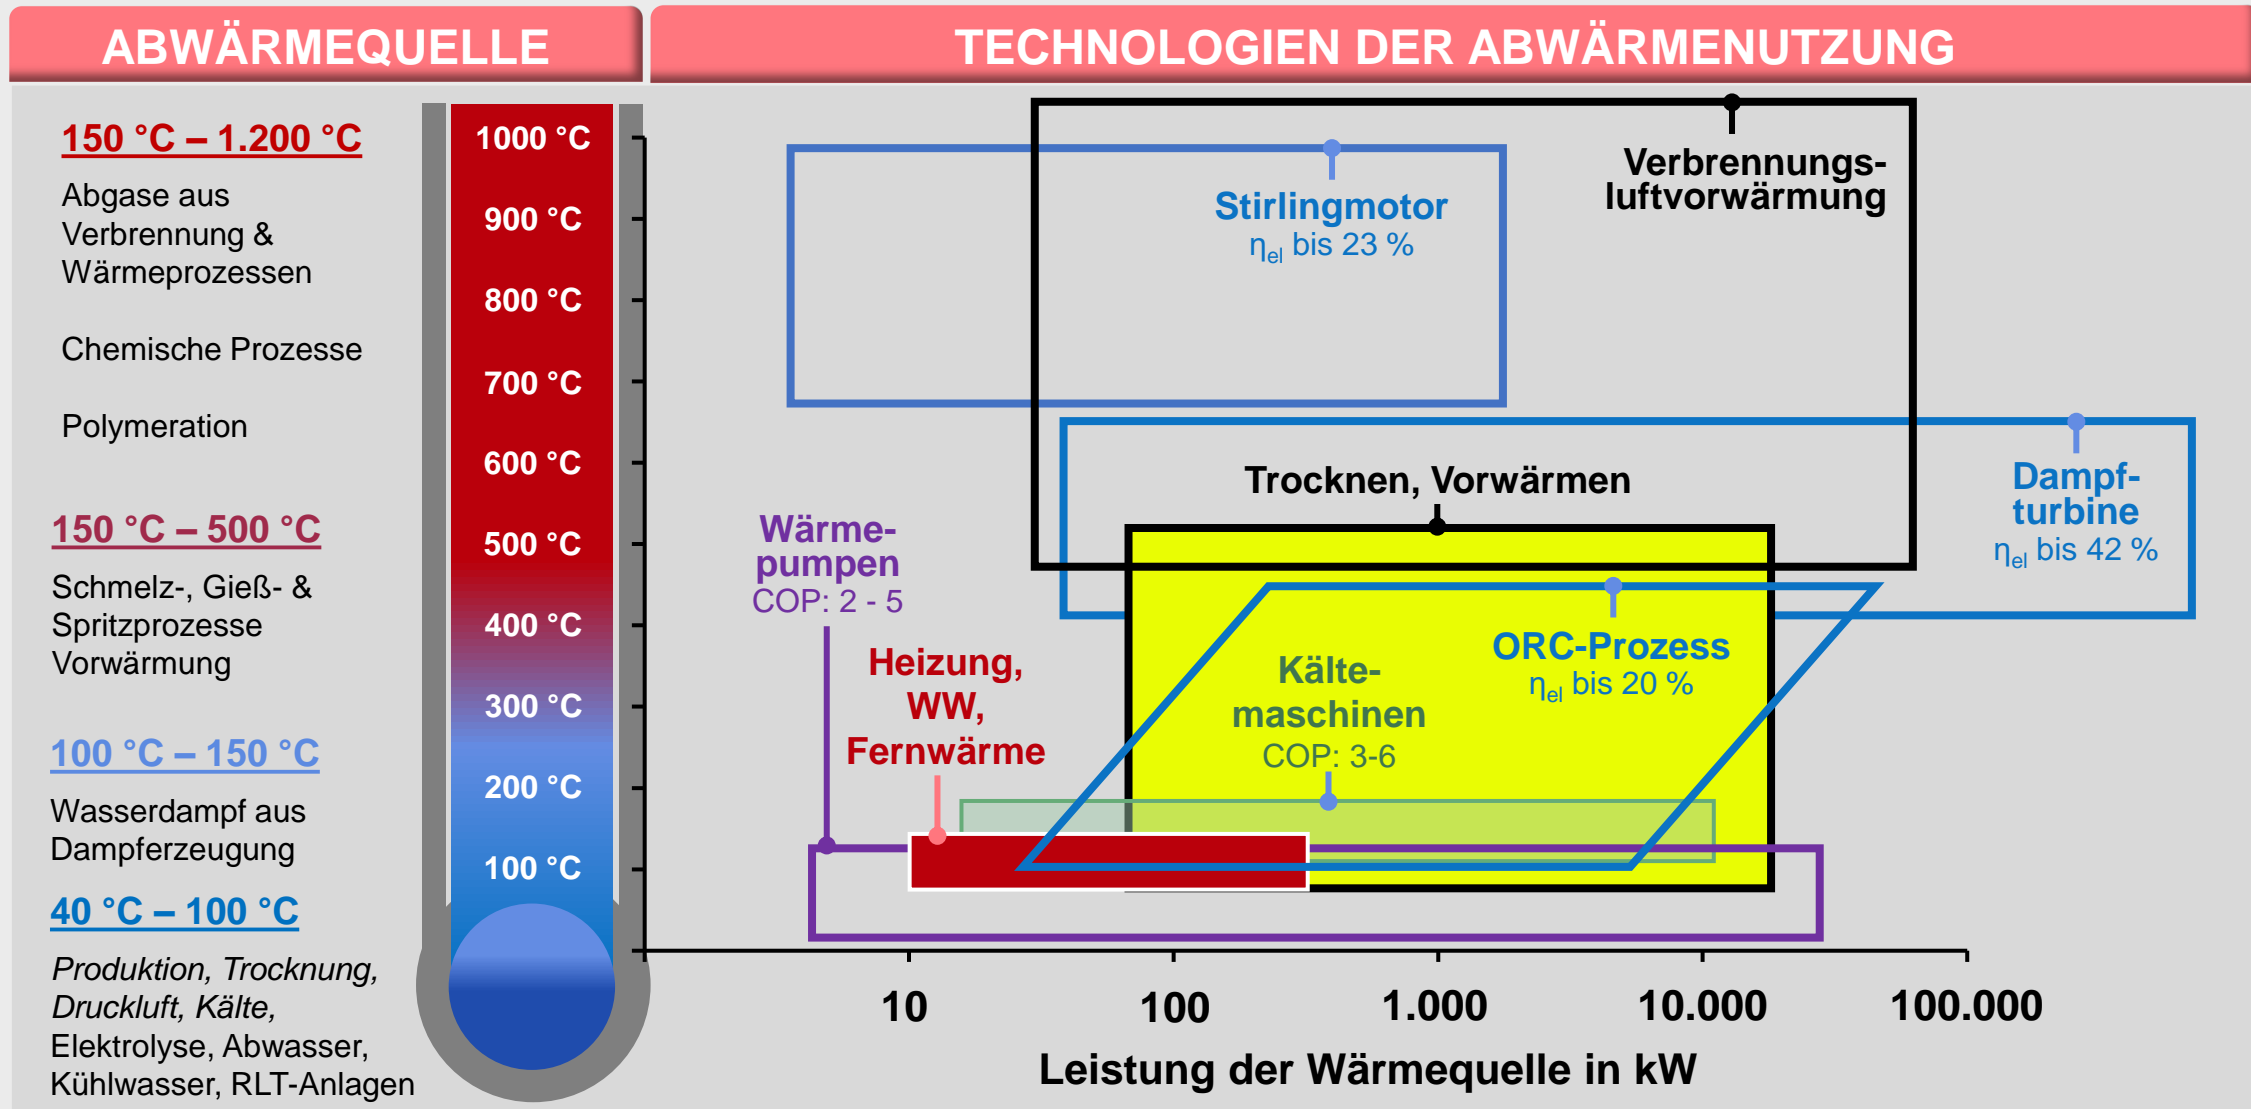 ABWÄRMEQUELLE
TECHNOLOGIEN DER ABWÄRMENUTZUNG
150 °C – 1.200 °C
Abgase aus
Verbrennung &
Wärmeprozessen
Chemische Prozesse
Polymeration
150 °C – 500 °C
Schmelz-, Gieß- &
Spritzprozesse
Vorwärmung
100 °C – 150 °C
Wasserdampf aus
Dampferzeugung
40 °C – 100 °C
Produktion, Trocknung,
Druckluft, Kälte,
Elektrolyse, Abwasser,
Kühlwasser, RLT-Anlagen
1000 °C
900 °C
800 °C
700 °C
600 °C
500 °C
400 °C
300 °C
200 °C
100 °C
Verbrennungs-
luftvorwärmung
Stirlingmotor
ηel bis 23 %
Trocknen, Vorwärmen
Dampf-
turbine
ηel bis 42 %
Wärme-
pumpen
COP: 2 - 5
Heizung,
WW,
Fernwärme
Kälte-
maschinen
COP: 3-6
ORC-Prozess
ηel bis 20 %
10
100
1.000
10.000
100.000
Leistung der Wärmequelle in kW